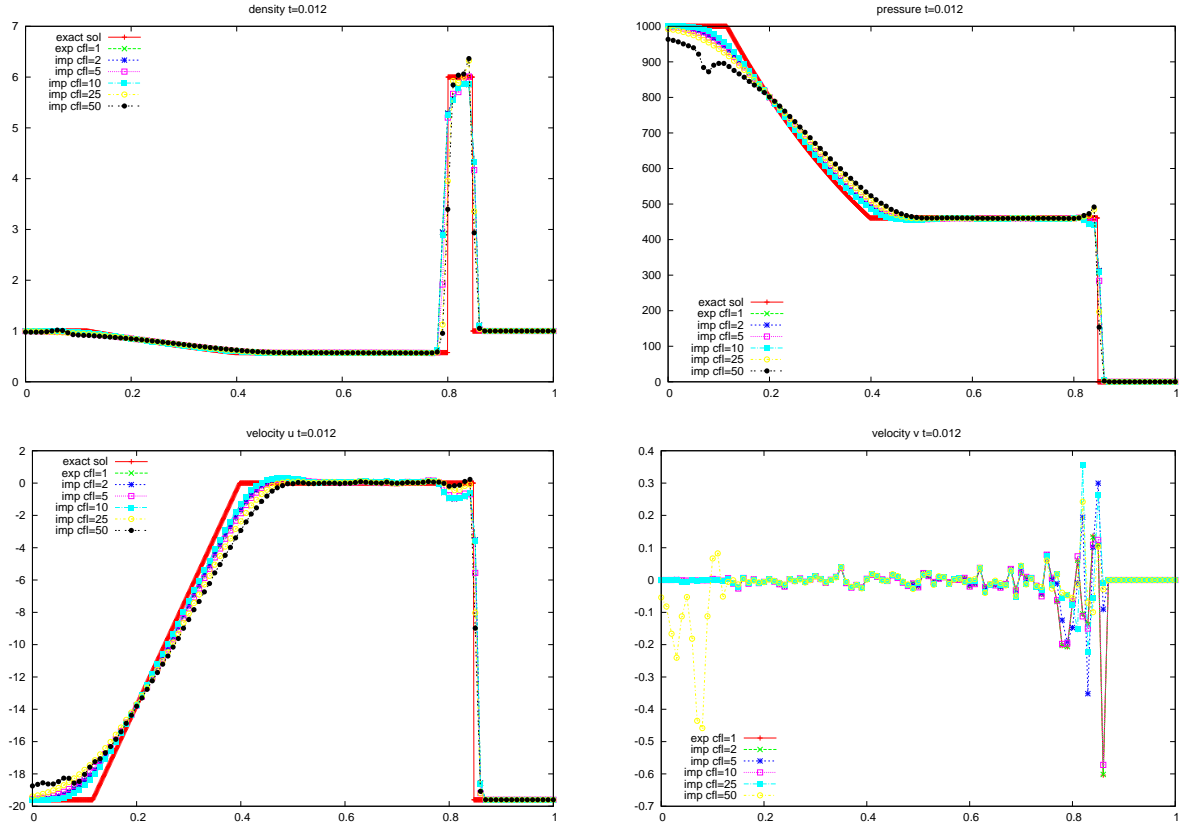 density t=0.012
7
6
5
4
3
2
1
0
0 0.2 0.4 0.6 0.8 1
exact sol
exp cfl=1
imp cfl=2
imp cfl=5
imp cfl=10
imp cfl=25
imp cfl=50
pressure t=0.012
1000
900
800
700
600
500
400
300
200
100
0
0 0.2 0.4 0.6 0.8 1
exact sol
exp cfl=1
imp cfl=2
imp cfl=5
imp cfl=10
imp cfl=25
imp cfl=50
velocity u t=0.012
2
0
-2
-4
-6
-8
-10
-12
-14
-16
-18
-20
0 0.2 0.4 0.6 0.8 1
exact sol
exp cfl=1
imp cfl=2
imp cfl=5
imp cfl=10
imp cfl=25
imp cfl=50
velocity v t=0.012
0.4
0.3
0.2
0.1
0
-0.1
-0.2
-0.3
-0.4
-0.5
-0.6
-0.7
0 0.2 0.4 0.6 0.8 1
exp cfl=1
imp cfl=2
imp cfl=5
imp cfl=10
imp cfl=25
imp cfl=50